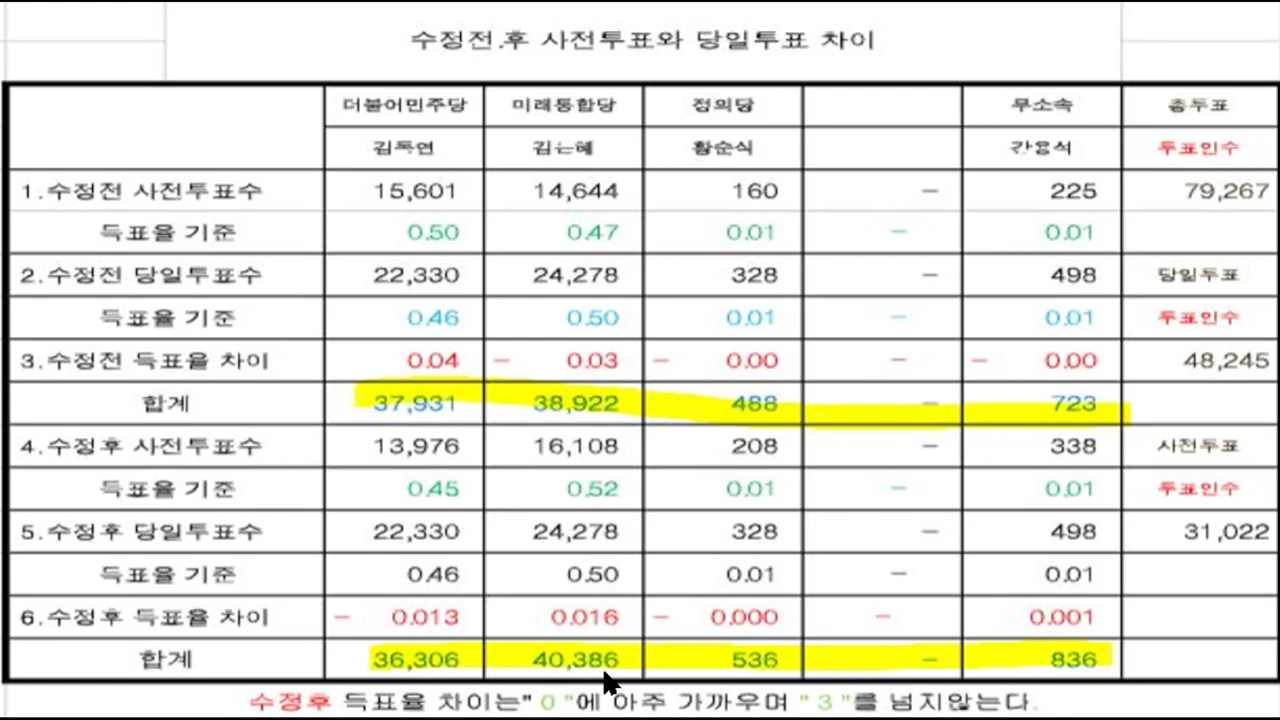 수정전.후 사전투표와 당일투표 차이
더불어민주당 미래통합당 정의당 무소속 총투표
김은혜 황순식 투표인수
1.수정전 사전투표수 15,601 14,644 160 - 225 79,267
득표율 기준 0.50 0.47 0.01 - 0.01
2.수정전 당일투표수 22,330 24,278 328 - 498 당일투표
득표율 기준 0.46 0.50 0.01 - 0.01 투표인수
3.수정전 득표율 차이 0.04 - 0.03 - 0.00 - - 0.00 48,245
합계 37,931 38,922 488 - 723
4.수정후 사전투표수 13,976 16,108 208 - 338 사전투표
득표율 기준 0.45 0.52 0.01 - 0.01 투표인수
5.수정후 당일투표수 22,330 24,278 328 - 498 31,022
득표율 기준 0.46 0.50 0.01 - 0.01
6.수정후 득표율 차이 - 0.013 0.016 - 0.000 - 0.001
합계 36,306 40,386 536 - 836
수정후 득표율 차이는" 0 "에 아주 가까우며 " 3 "를 넘지않는다.